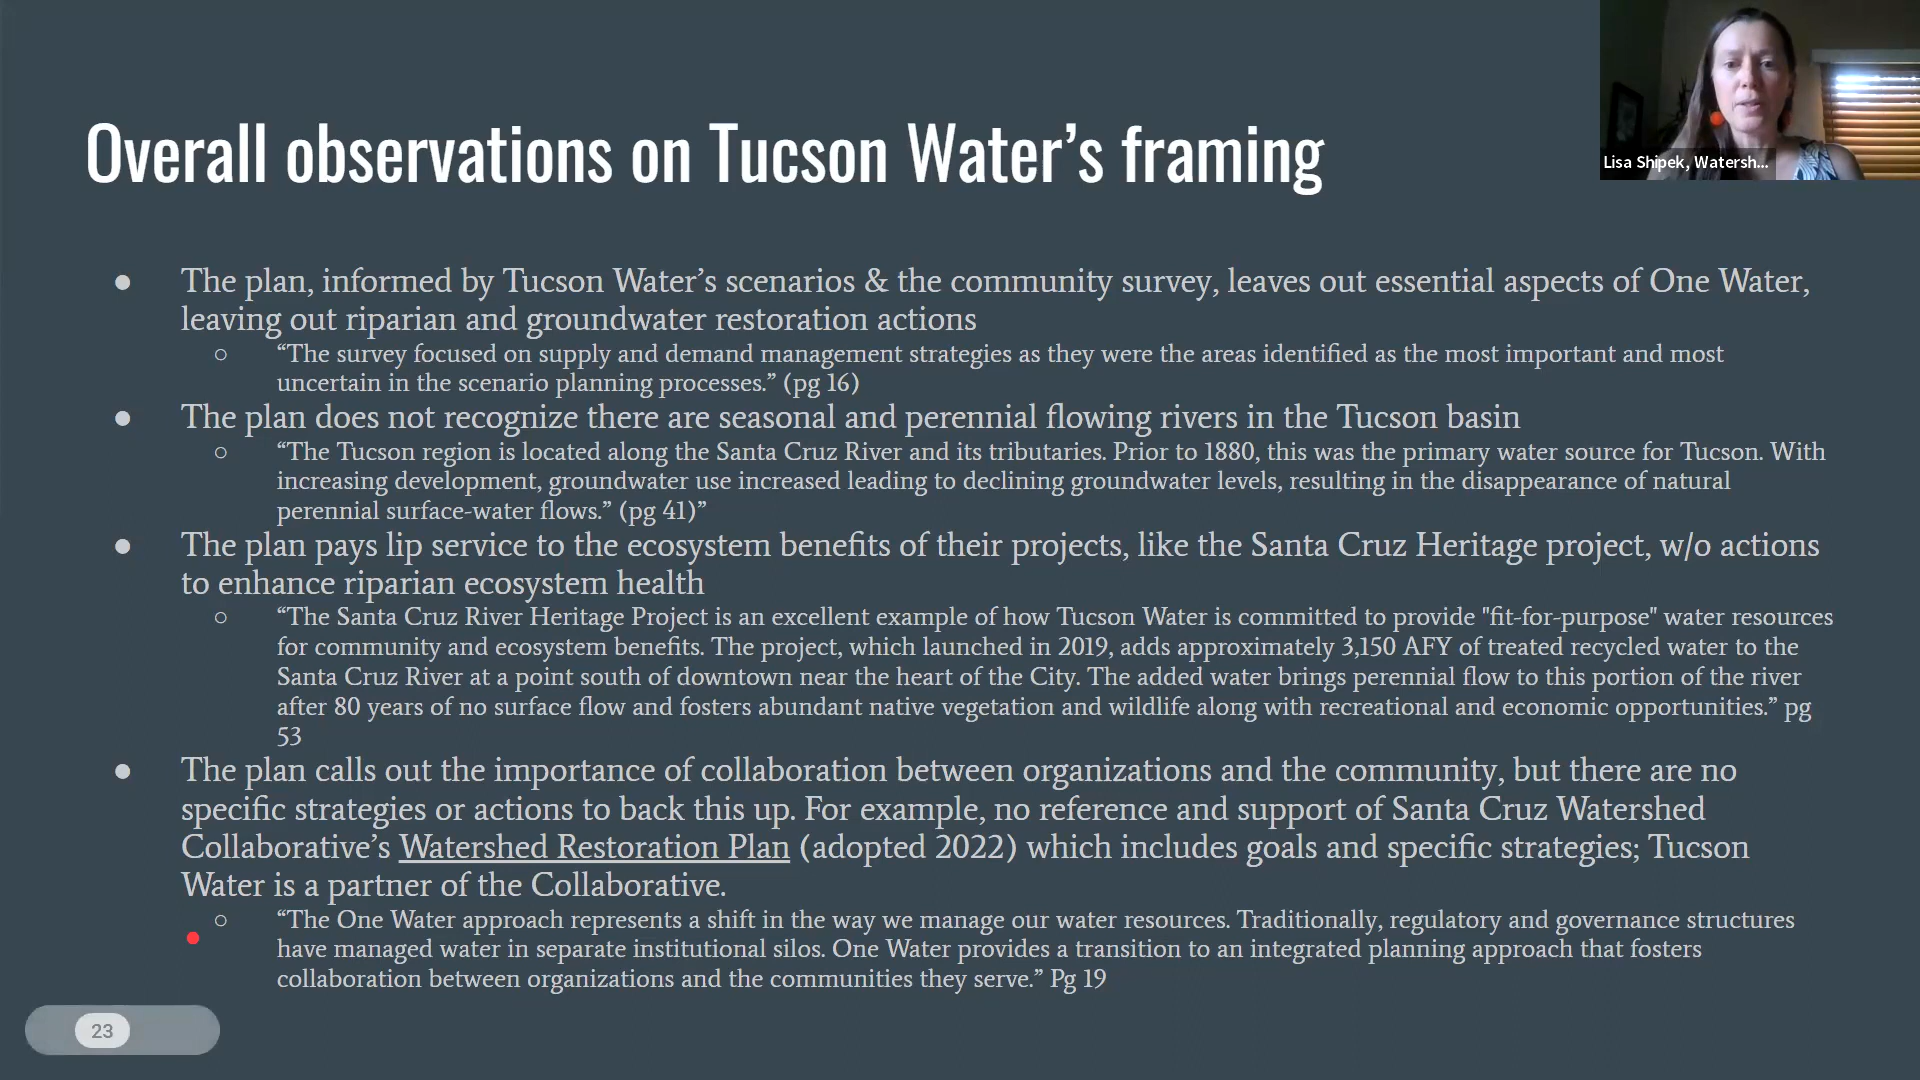 Overall observations on Tucson Water’s framing
Lisa Shipek, Watersh...
● The plan, informed by Tucson Water’s scenarios & the community survey, leaves out essential aspects of One Water,
leaving out riparian and groundwater restoration actions
○ “The survey focused on supply and demand management strategies as they were the areas identified as the most important and most
uncertain in the scenario planning processes.” (pg 16)
● The plan does not recognize there are seasonal and perennial flowing rivers in the Tucson basin
○ “The Tucson region is located along the Santa Cruz River and its tributaries. Prior to 1880, this was the primary water source for Tucson. With
increasing development, groundwater use increased leading to declining groundwater levels, resulting in the disappearance of natural
perennial surface-water flows.” (pg 41)”
● The plan pays lip service to the ecosystem benefits of their projects, like the Santa Cruz Heritage project, w/o actions
to enhance riparian ecosystem health
○ “The Santa Cruz River Heritage Project is an excellent example of how Tucson Water is committed to provide "fit-for-purpose" water resources
for community and ecosystem benefits. The project, which launched in 2019, adds approximately 3,150 AFY of treated recycled water to the
Santa Cruz River at a point south of downtown near the heart of the City. The added water brings perennial flow to this portion of the river
after 80 years of no surface flow and fosters abundant native vegetation and wildlife along with recreational and economic opportunities.” pg
53
● The plan calls out the importance of collaboration between organizations and the community, but there are no
specific strategies or actions to back this up. For example, no reference and support of Santa Cruz Watershed
Collaborative’s Watershed Restoration Plan (adopted 2022) which includes goals and specific strategies; Tucson
Water is a partner of the Collaborative.
○ “The One Water approach represents a shift in the way we manage our water resources. Traditionally, regulatory and governance structures
have managed water in separate institutional silos. One Water provides a transition to an integrated planning approach that fosters
collaboration between organizations and the communities they serve.” Pg 19
23